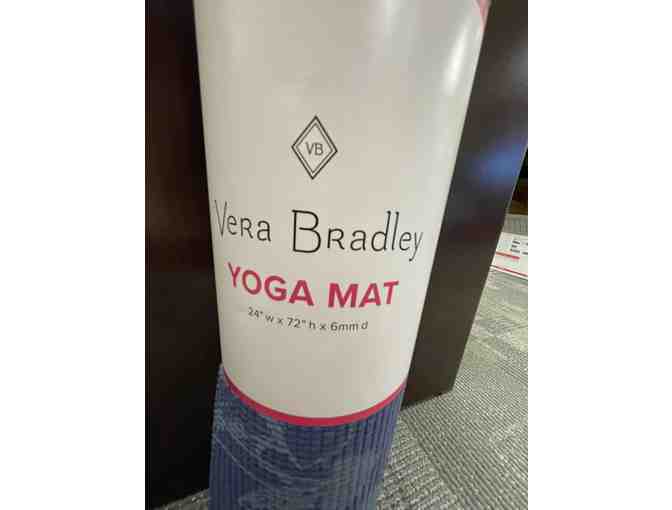 VB
Vera Bradley
YOGA MAT
24" w x 72" h x 6mm d